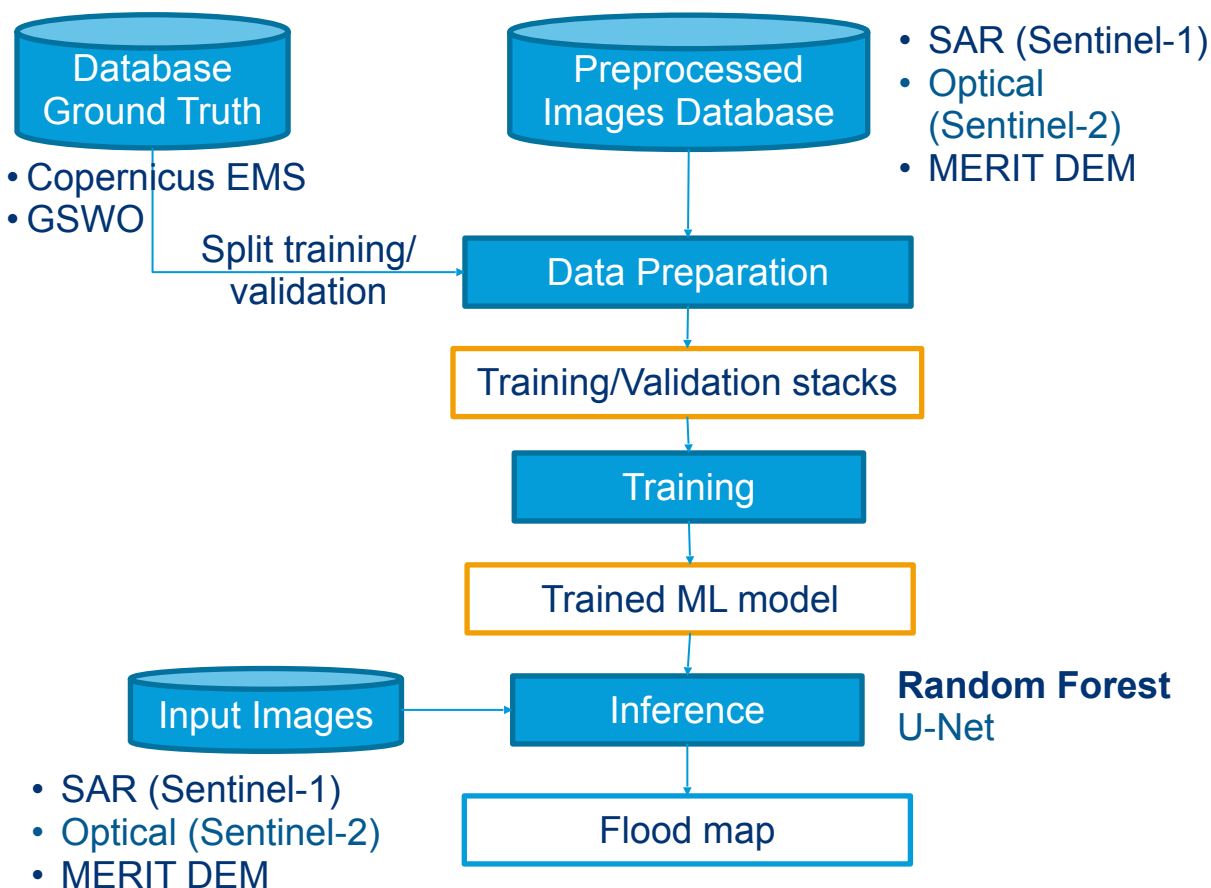 Database
Ground Truth
Preprocessed
Images Database
• SAR (Sentinel-1)
• Optical
(Sentinel-2)
• MERIT DEM
• Copernicus EMS
• GSWO
Split training/
validation
Data Preparation
Training/Validation stacks
Training
Trained ML model
Input Images
Inference
Random Forest
U-Net
• SAR (Sentinel-1)
• Optical (Sentinel-2)
• MERIT DEM
Flood map